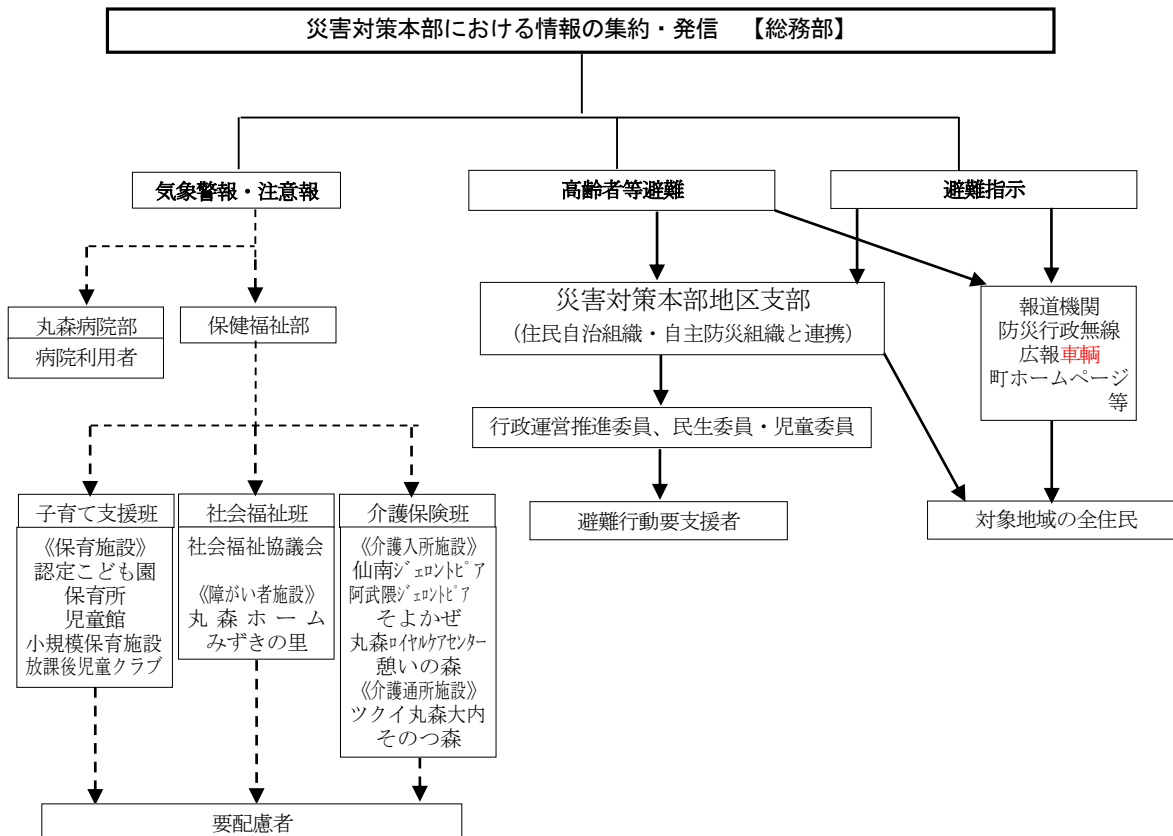 災害対策本部における情報の集約・発信　【総務部】
気象警報・注意報
高齢者等避難
避難指示
丸森病院部
病院利用者
保健福祉部
災害対策本部地区支部
(住民自治組織・自主防災組織と連携)
報道機関
防災行政無線
広報車輌
町ホームページ
等
行政運営推進委員、民生委員・児童委員
避難行動要支援者
対象地域の全住民
子育て支援班
《保育施設》
認定こども園
保育所
児童館
小規模保育施設
放課後児童クラブ
社会福祉班
社会福祉協議会
《障がい者施設》
丸森ホーム
みずきの里
介護保険班
《介護入所施設》
仙南ｼﾞｪﾛﾝﾄﾋﾟｱ
阿武隈ｼﾞｪﾛﾝﾄﾋﾟｱ
そよかぜ
丸森ﾛｲﾔﾙｹｱｾﾝﾀｰ
憩いの森
《介護通所施設》
ツクイ丸森大内
そのつ森
要配慮者